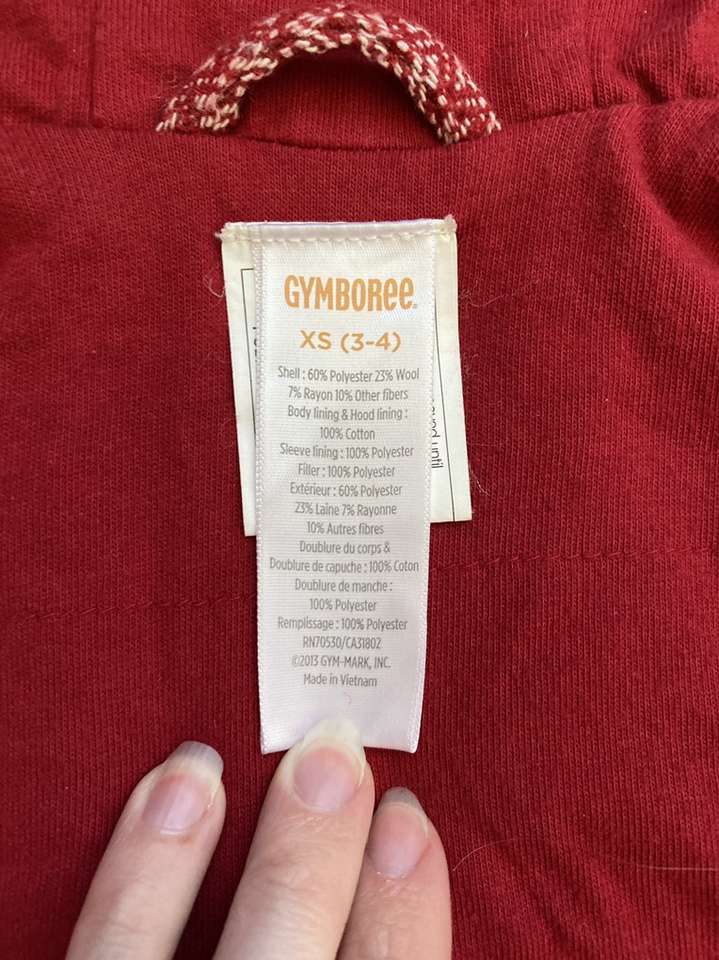 GYMBOREE
XS (3-4)
Shell : 60% Polyester 23% Wool
7% Rayon 10% Other fibers
Body lining & Hood lining :
100% Cotton
Sleeve lining : 100% Polyester
Filler : 100% Polyester
Extérieur : 60% Polyester
23% Laine 7% Rayonne
10% Autres fibres
Doublure du corps &
Doublure de capuche : 100% Coton
Doublure de manche :
100% Polyester
Remplissage : 100% Polyester
RN70530/CA31802
©2013 GYM-MARK, INC.
Made in Vietnam
until